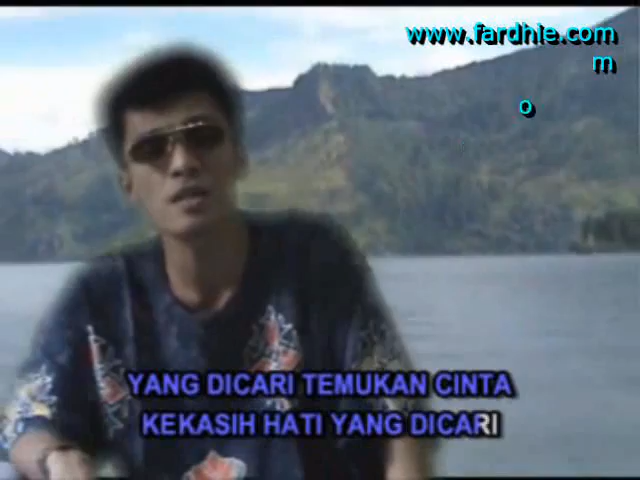 www.fardhie.com
m
o
YANG DICARI TEMUKAN CINTA
KEKASIH HATI YANG DICARI